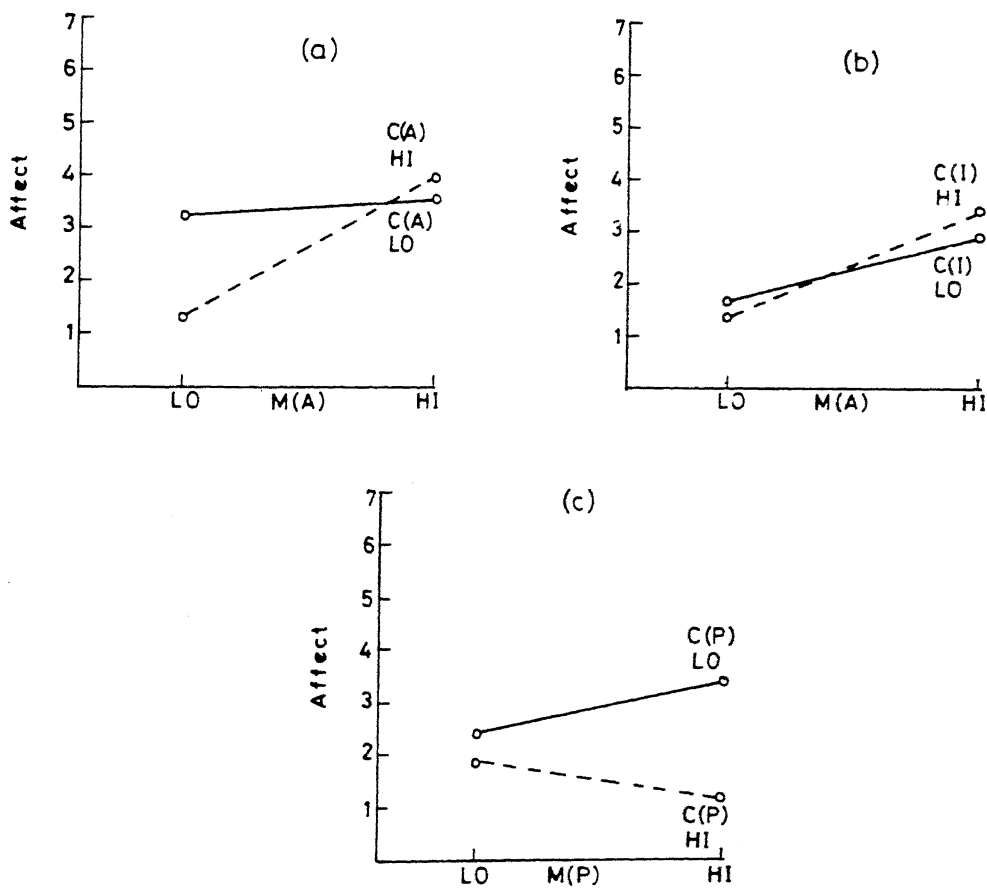 (a)
7
6
5
4
3
2
1
Affect
C(A)
HI
C(A)
LO
LO M(A) HI
(b)
7
6
5
4
3
2
1
Affect
C(I)
HI
C(I)
LO
LO M(A) HI
(c)
7
6
5
4
3
2
1
Affect
C(P)
LO
C(P)
HI
LO M(P) HI